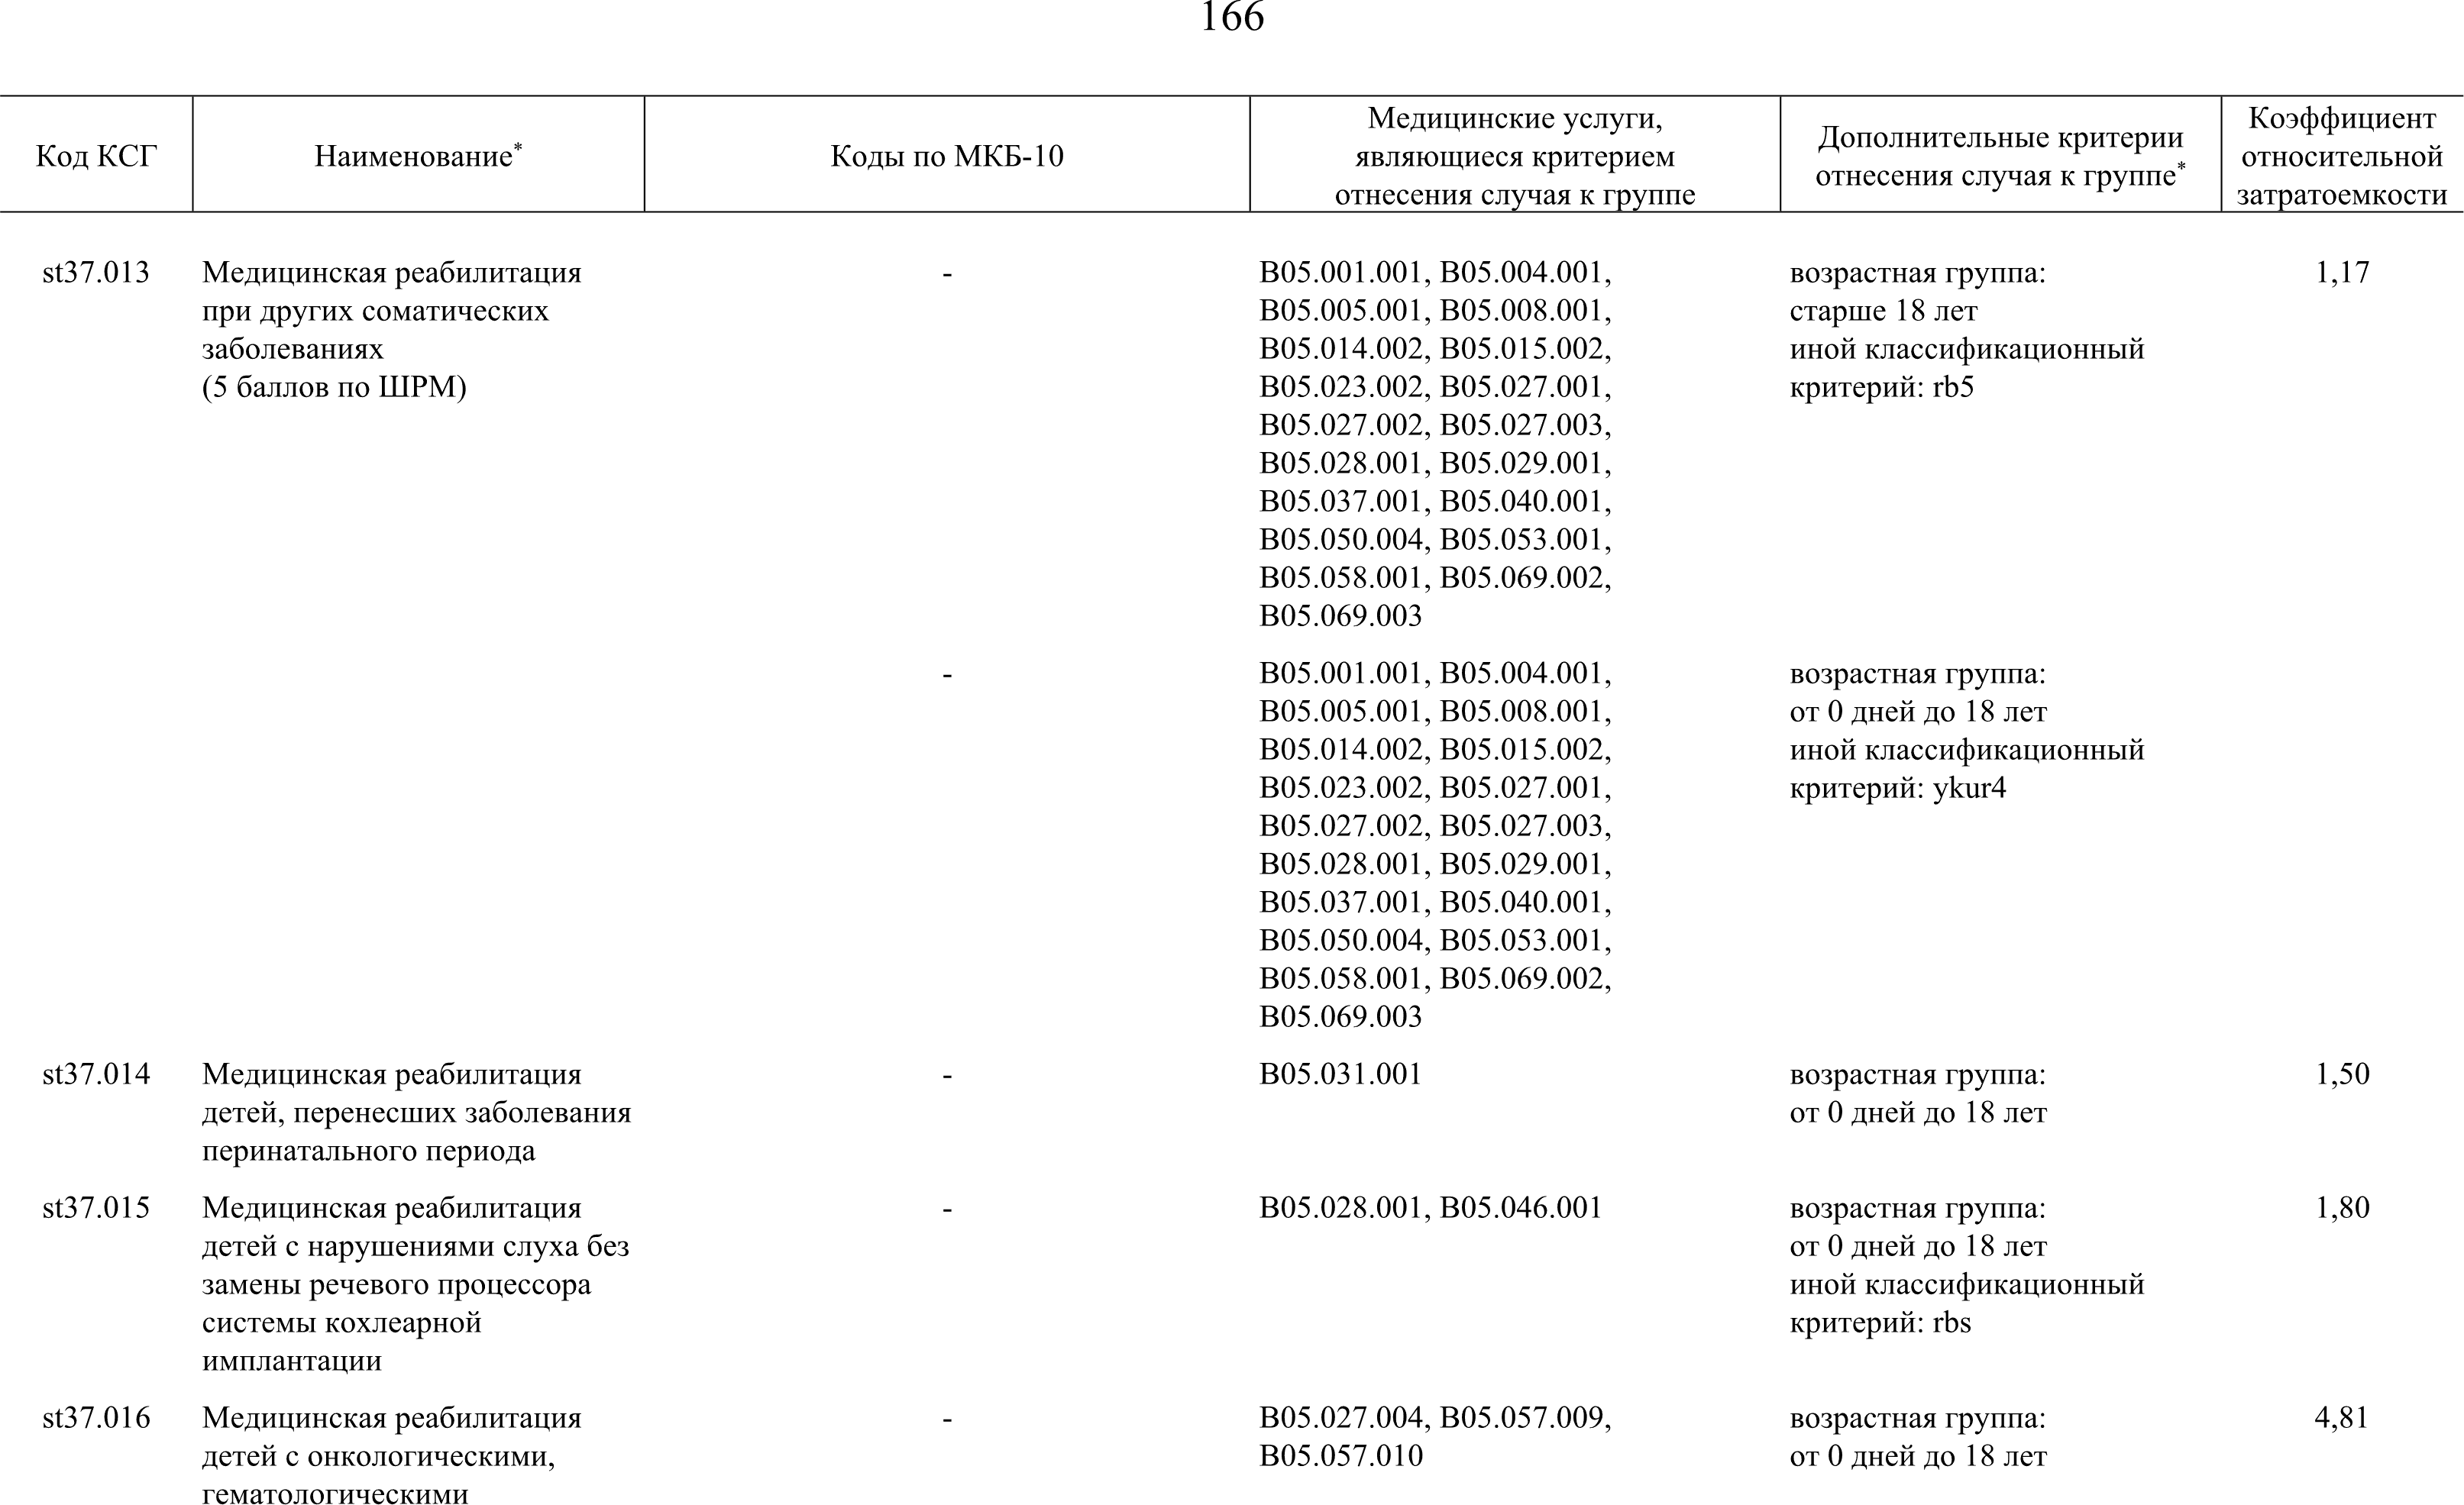 166
Код КСГ
Наименование*
Коды по МКБ-10
Медицинские услуги,
являющиеся критерием
отнесения случая к группе
Дополнительные критерии
отнесения случая к группе*
Коэффициент
относительной
затратоемкости
st37.013
Медицинская реабилитация
при других соматических
заболеваниях
(5 баллов по ШРМ)
-
B05.001.001, B05.004.001,
B05.005.001, B05.008.001,
B05.014.002, B05.015.002,
B05.023.002, B05.027.001,
B05.027.002, B05.027.003,
B05.028.001, B05.029.001,
B05.037.001, B05.040.001,
B05.050.004, B05.053.001,
B05.058.001, B05.069.002,
B05.069.003
возрастная группа:
старше 18 лет
иной классификационный
критерий: rb5
1,17
-
B05.001.001, B05.004.001,
B05.005.001, B05.008.001,
B05.014.002, B05.015.002,
B05.023.002, B05.027.001,
B05.027.002, B05.027.003,
B05.028.001, B05.029.001,
B05.037.001, B05.040.001,
B05.050.004, B05.053.001,
B05.058.001, B05.069.002,
B05.069.003
возрастная группа:
от 0 дней до 18 лет
иной классификационный
критерий: ykur4
st37.014
Медицинская реабилитация
детей, перенесших заболевания
перинатального периода
-
B05.031.001
возрастная группа:
от 0 дней до 18 лет
1,50
st37.015
Медицинская реабилитация
детей с нарушениями слуха без
замены речевого процессора
системы кохлеарной
имплантации
-
B05.028.001, B05.046.001
возрастная группа:
от 0 дней до 18 лет
иной классификационный
критерий: rbs
1,80
st37.016
Медицинская реабилитация
детей с онкологическими,
гематологическими
-
B05.027.004, B05.057.009,
B05.057.010
возрастная группа:
от 0 дней до 18 лет
4,81